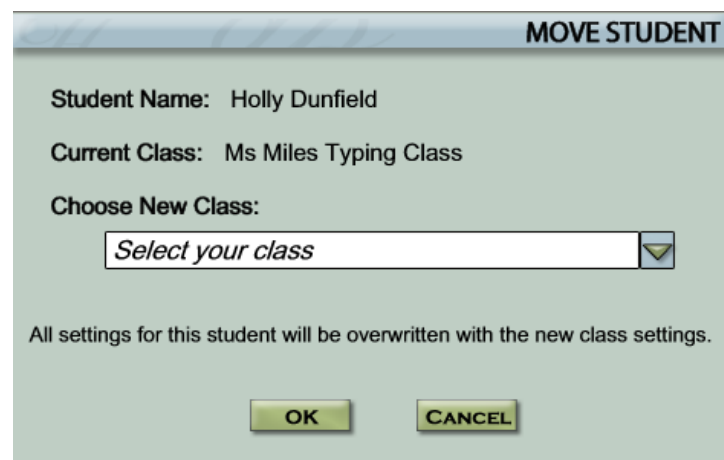 MOVE STUDENT
Student Name: Holly Dunfield
Current Class: Ms Miles Typing Class
Choose New Class:
Select your class
All settings for this student will be overwritten with the new class settings.
OK CANCEL